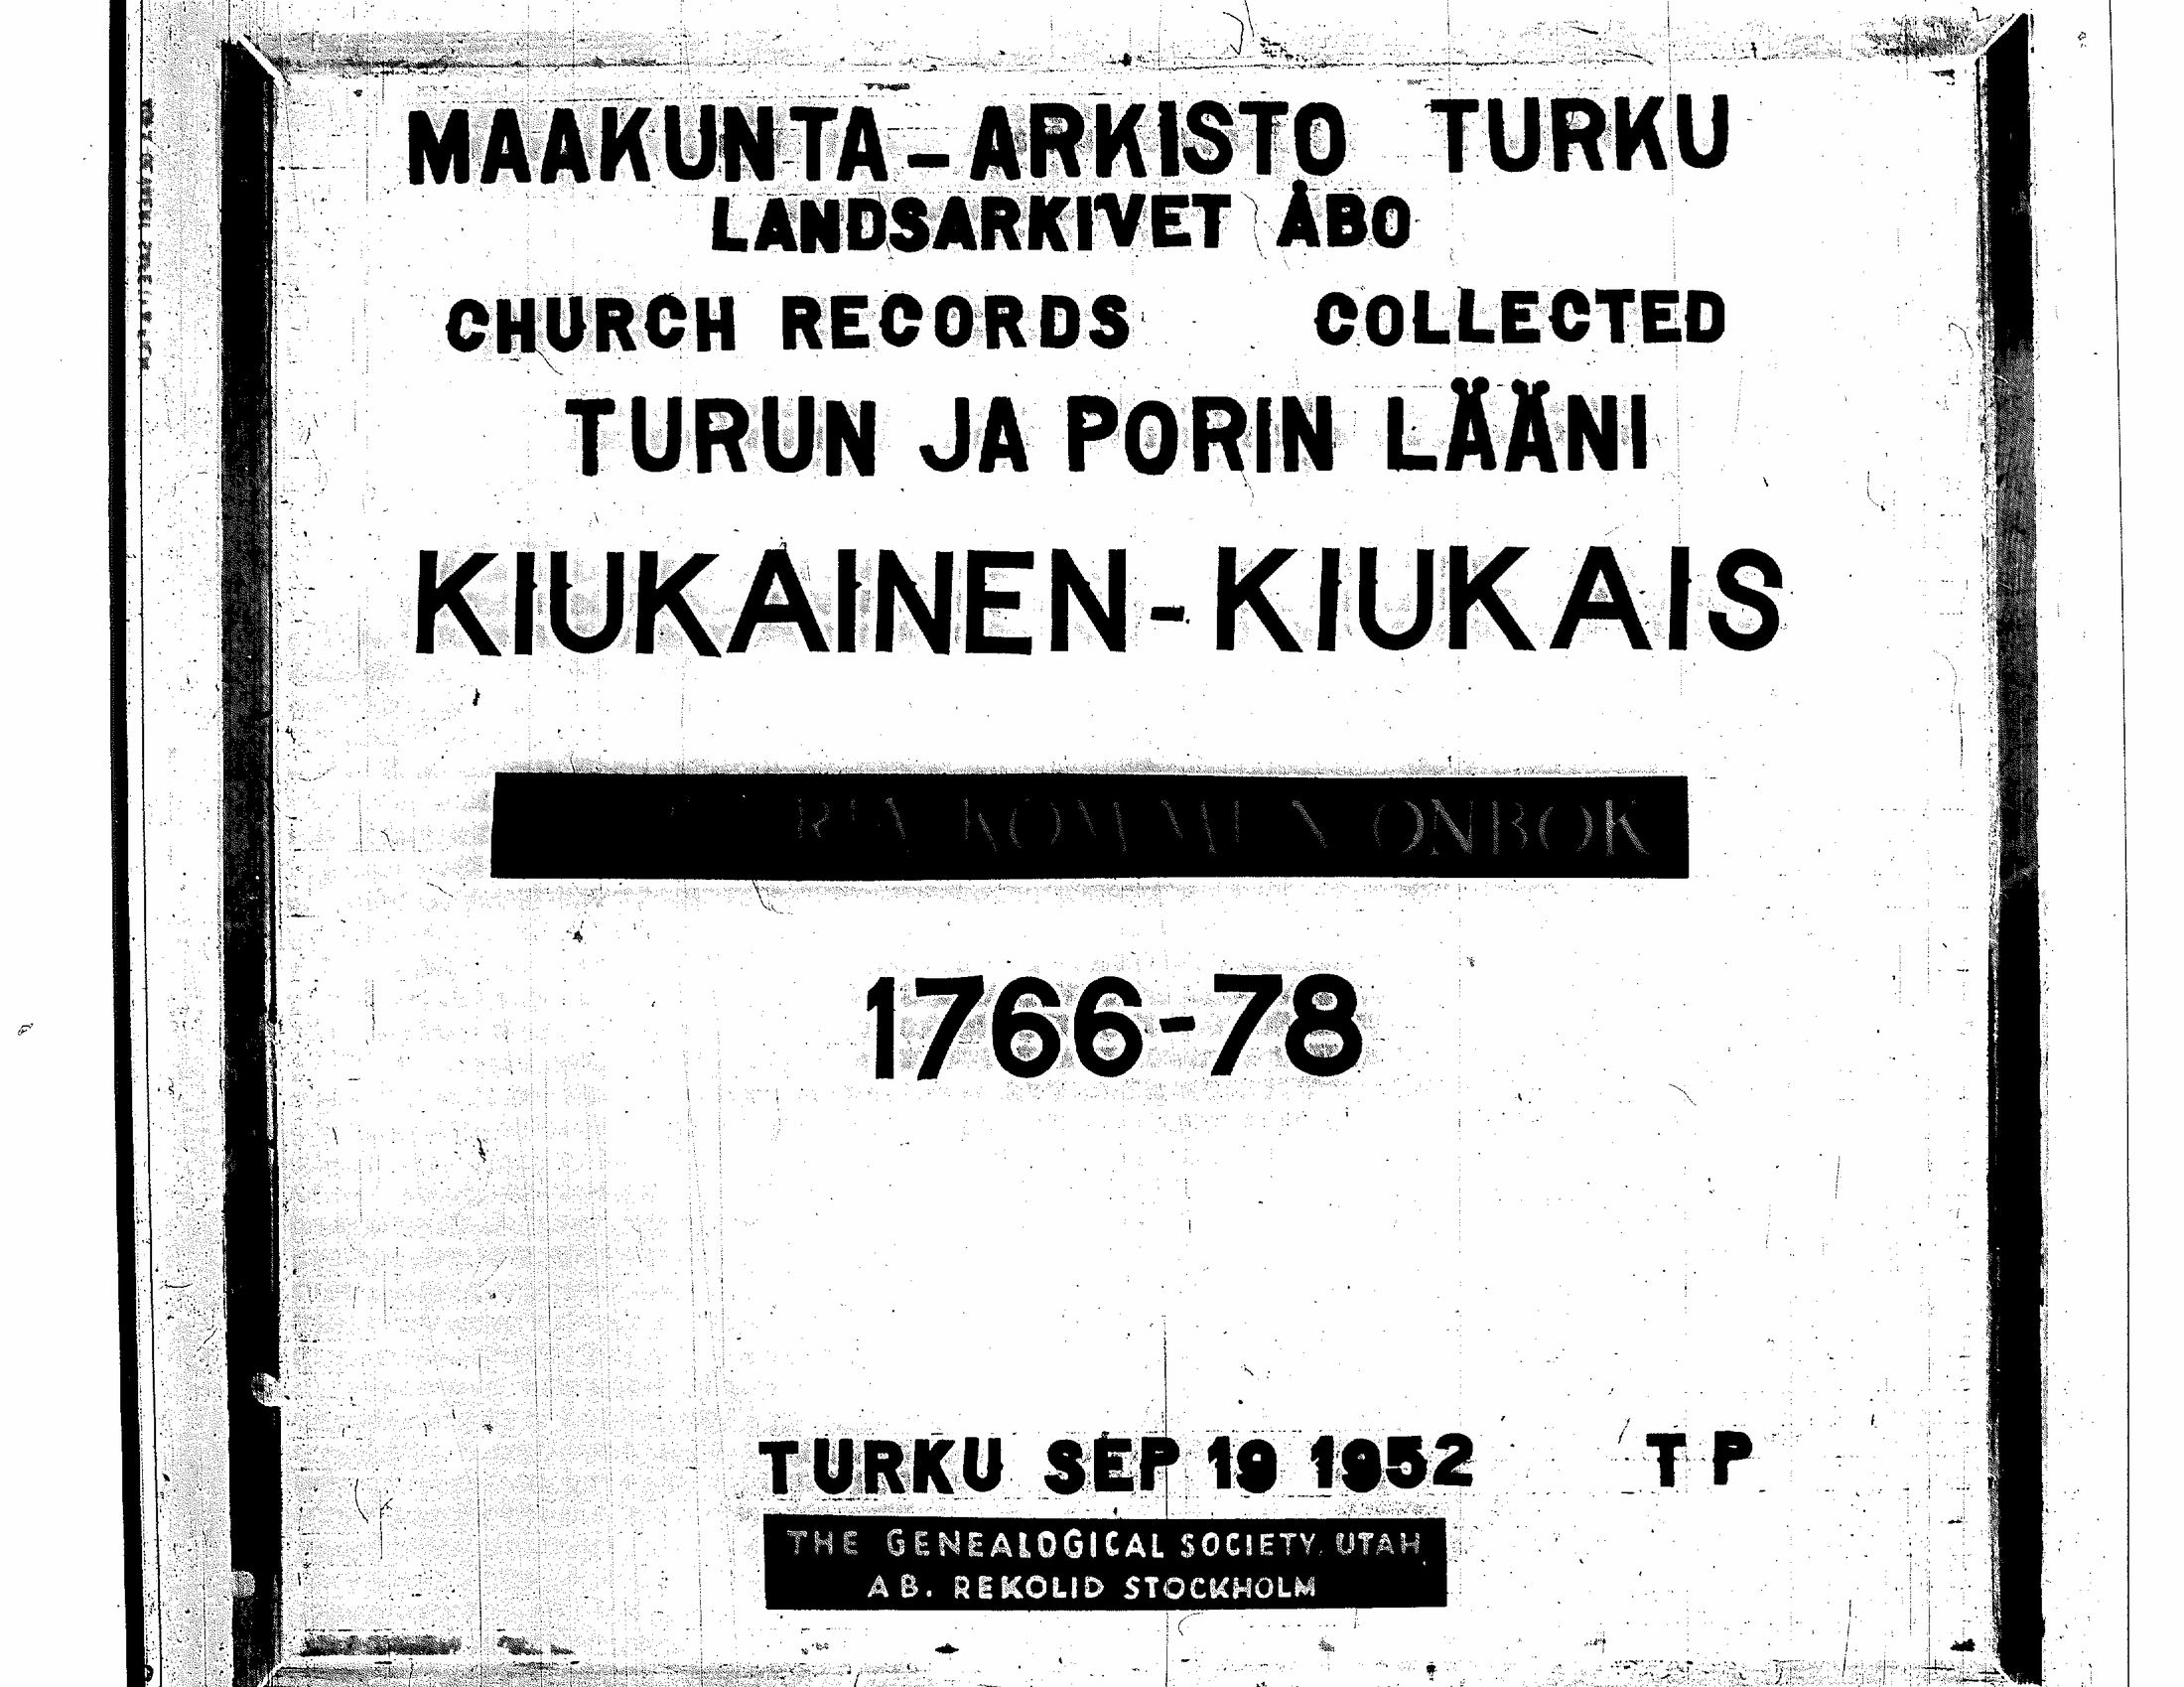 MAAKUNTA-ARKISTO TURKU
LANDSARKIVET ÅBO
CHURCH RECORDS COLLECTED
TURUN JA PORIN LÄÄNI
KIUKAINEN-KIUKAIS
1766-78
TURKU SEP 19 1952 T P
THE GENEALOGICAL SOCIETY, UTAH
AB. REKOLID STOCKHOLM